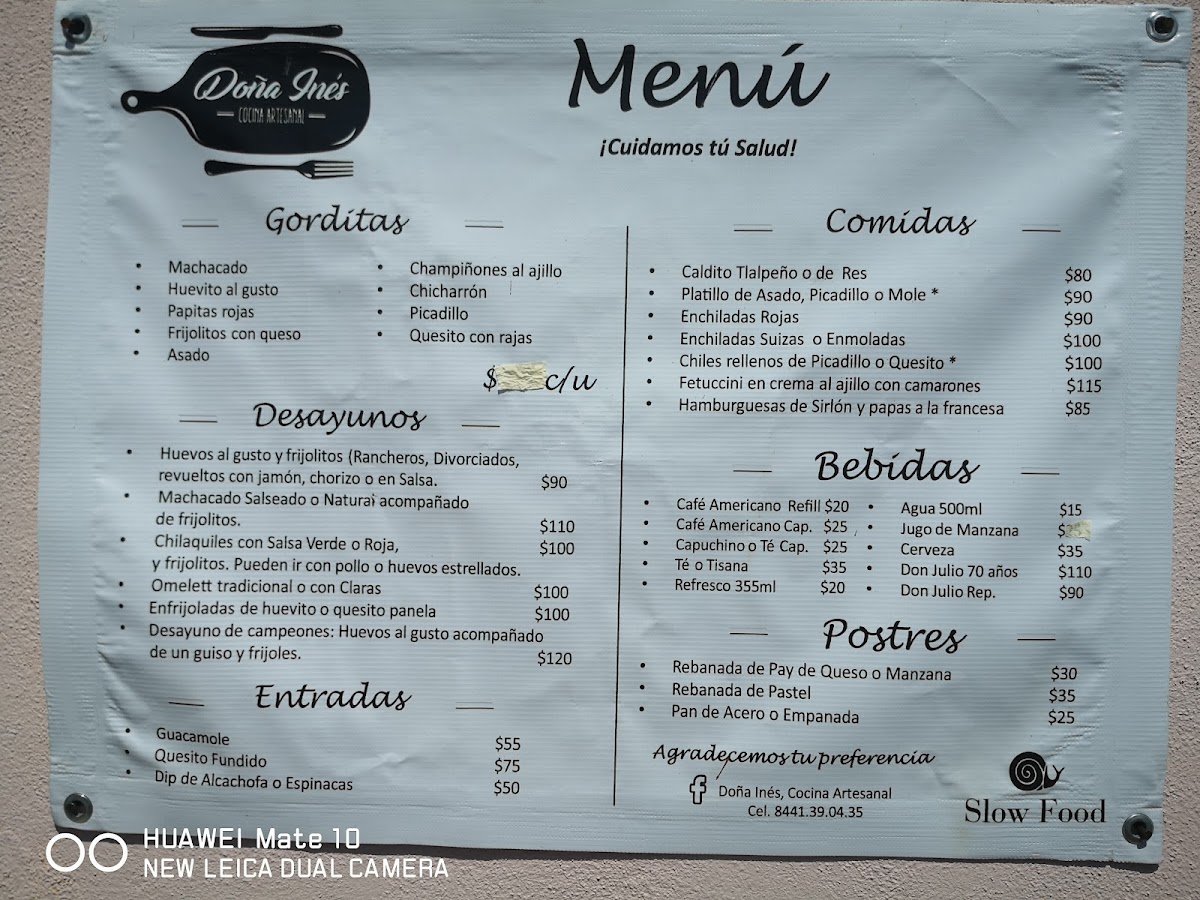 Doña Inés
COCINA ARTESANAL
Menú
¡Cuidamos tú Salud!
Gorditas
• Machacado
• Huevito al gusto
• Papitas rojas
• Frijolitos con queso
• Asado
• Champiñones al ajillo
• Chicharrón
• Picadillo
• Quesito con rajas
$ c/u
Desayunos
• Huevos al gusto y frijolitos (Rancheros, Divorciados,
revueltos con jamón, chorizo o en Salsa. $90
• Machacado Salseado o Natural acompañado
de frijolitos. $110
• Chilaquiles con Salsa Verde o Roja, $100
y frijolitos. Pueden ir con pollo o huevos estrellados.
• Omelett tradicional o con Claras $100
• Enfrijoladas de huevito o quesito panela $100
• Desayuno de campeones: Huevos al gusto acompañado
de un guiso y frijoles. $120
Entradas
• Guacamole $55
• Quesito Fundido $75
• Dip de Alcachofa o Espinacas $50
Comidas
• Caldito Tlalpeño o de Res $80
• Platillo de Asado, Picadillo o Mole * $90
• Enchiladas Rojas $90
• Enchiladas Suizas o Enmoladas $100
• Chiles rellenos de Picadillo o Quesito * $100
• Fetuccini en crema al ajillo con camarones $115
• Hamburguesas de Sirlón y papas a la francesa $85
Bebidas
• Café Americano Refill $20
• Café Americano Cap. $25
• Capuchino o Té Cap. $25
• Té o Tisana $35
• Refresco 355ml $20
• Agua 500ml $15
• Jugo de Manzana $
• Cerveza $35
• Don Julio 70 años $110
• Don Julio Rep. $90
Postres
• Rebanada de Pay de Queso o Manzana $30
• Rebanada de Pastel $35
• Pan de Acero o Empanada $25
Agradecemos tu preferencia
f Doña Inés, Cocina Artesanal
Cel. 8441.39.04.35
Slow Food
HUAWEI Mate 10
NEW LEICA DUAL CAMERA